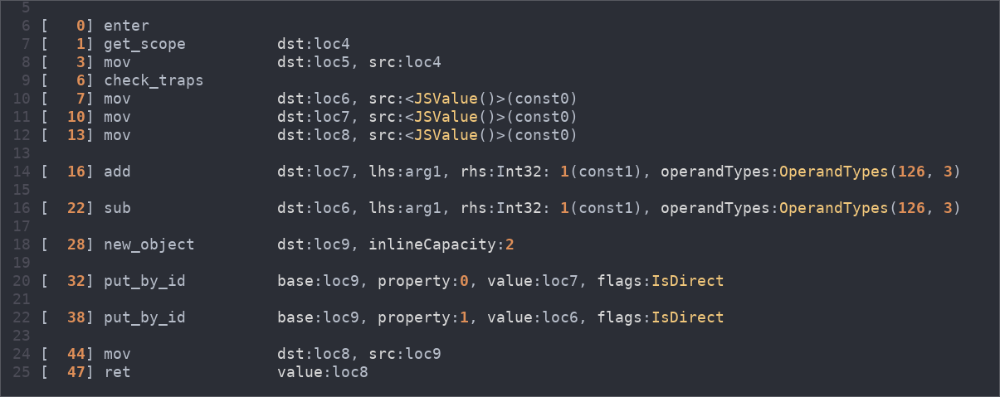 5
6 [   0] enter
7 [   1] get_scope          dst:loc4
8 [   3] mov                dst:loc5, src:loc4
9 [   6] check_traps
10 [   7] mov                dst:loc6, src:<JSValue()>(const0)
11 [  10] mov                dst:loc7, src:<JSValue()>(const0)
12 [  13] mov                dst:loc8, src:<JSValue()>(const0)
13
14 [  16] add                dst:loc7, lhs:arg1, rhs:Int32: 1(const1), operandTypes:OperandTypes(126, 3)
15
16 [  22] sub                dst:loc6, lhs:arg1, rhs:Int32: 1(const1), operandTypes:OperandTypes(126, 3)
17
18 [  28] new_object         dst:loc9, inlineCapacity:2
19
20 [  32] put_by_id          base:loc9, property:0, value:loc7, flags:IsDirect
21
22 [  38] put_by_id          base:loc9, property:1, value:loc6, flags:IsDirect
23
24 [  44] mov                dst:loc8, src:loc9
25 [  47] ret                value:loc8